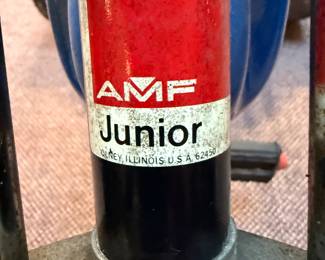 AMF
Junior
OLNEY, ILLINOIS U.S.A. 62450